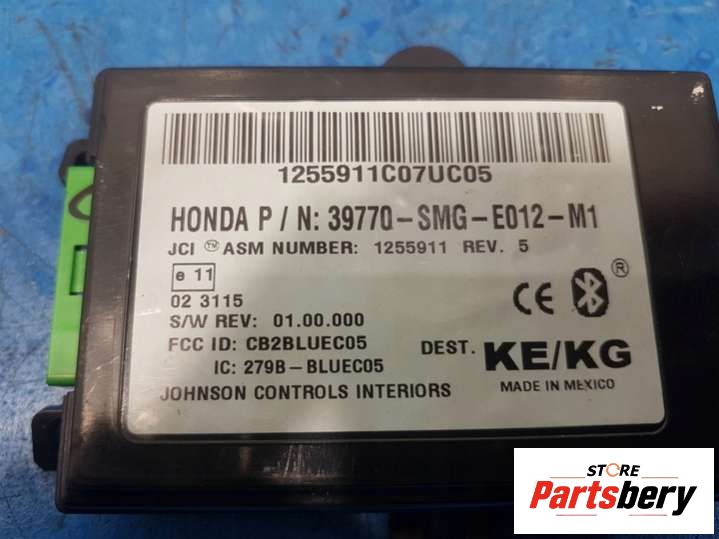 1255911C07UC05
HONDA P / N: 39770-SMG-E012-M1
JCI TM ASM NUMBER: 1255911 REV. 5
e 11
02 3115
S/W REV: 01.00.000
FCC ID: CB2BLUEC05
IC: 279B-BLUEC05
CE ®
DEST. KE/KG
JOHNSON CONTROLS INTERIORS
MADE IN MEXICO
STORE
Partsbery